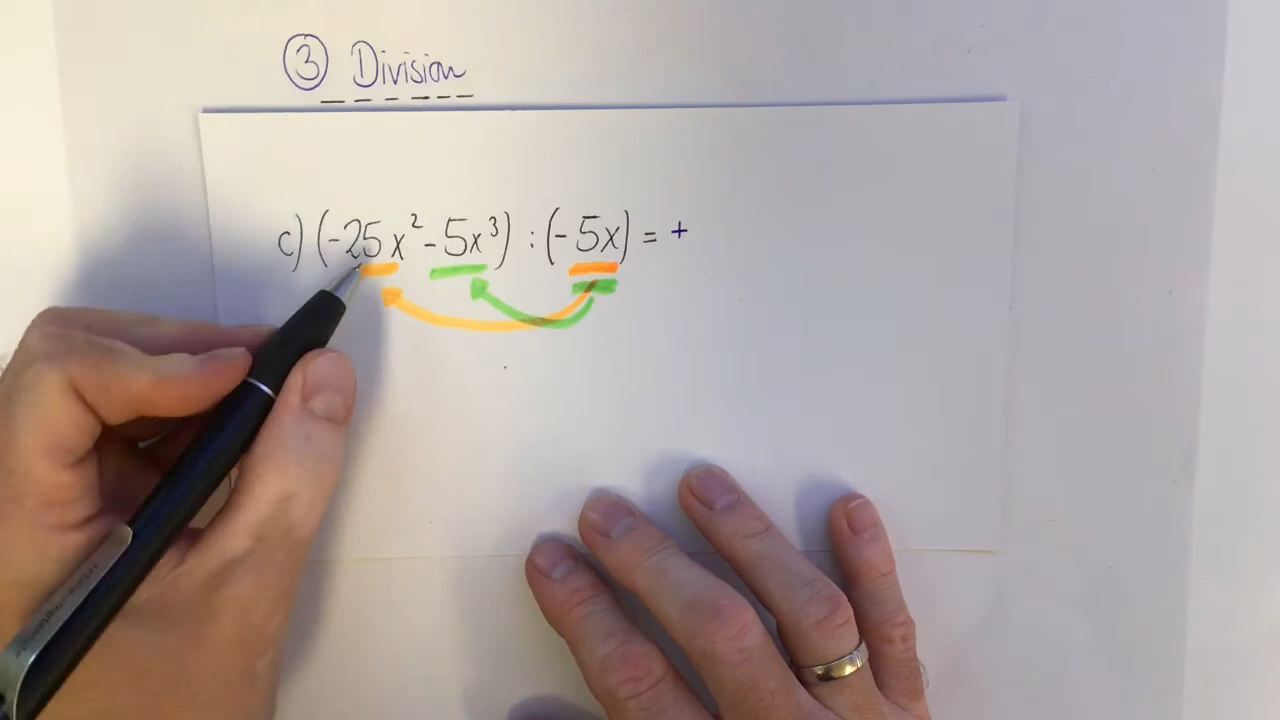 ③ Division
c) (-25x² - 5x³) : (-5x) = +